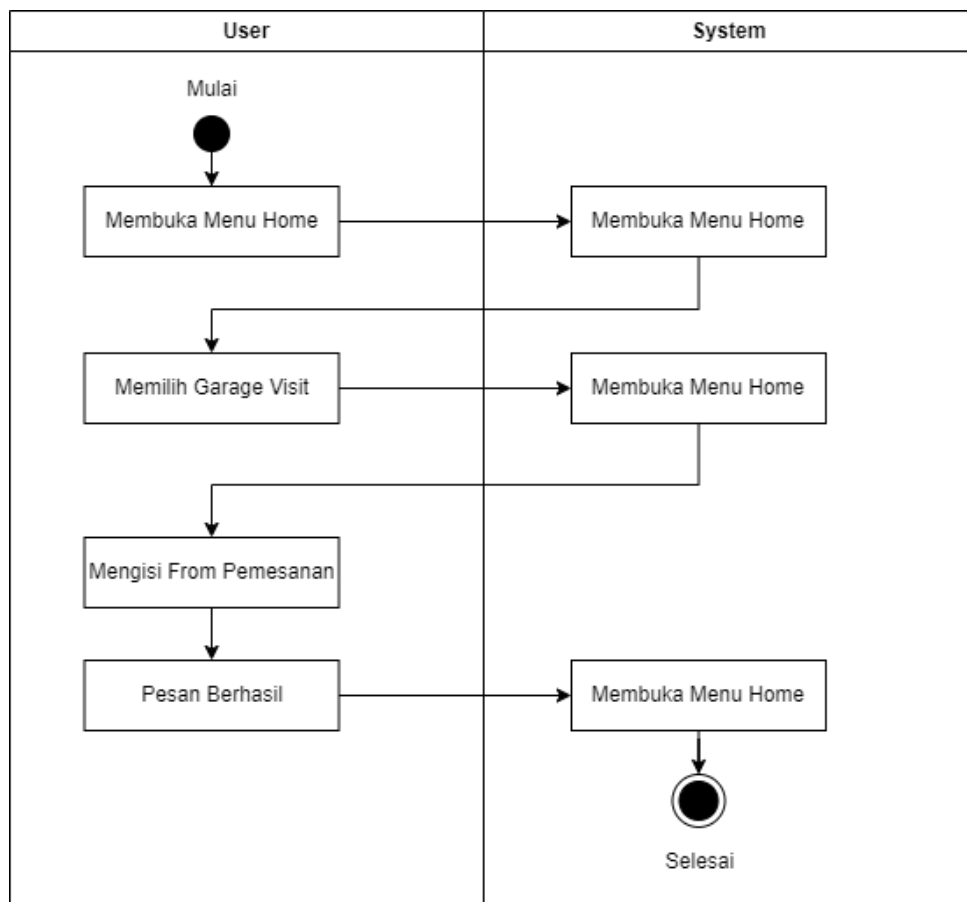 User
System
Mulai
Membuka Menu Home
Membuka Menu Home
Memilih Garage Visit
Membuka Menu Home
Mengisi From Pemesanan
Pesan Berhasil
Membuka Menu Home
Selesai